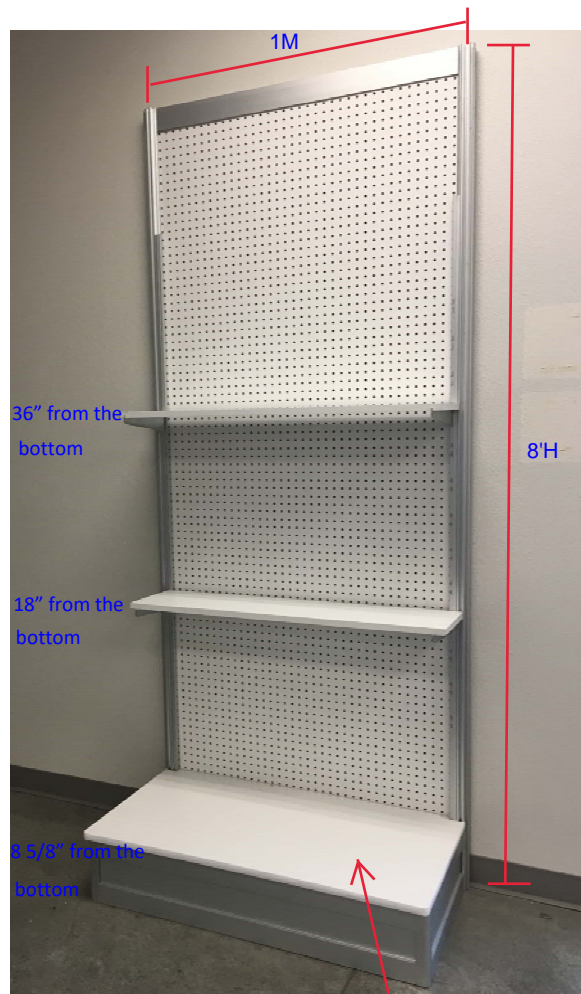 1M
36” from the
bottom
8'H
18” from the
bottom
8 5/8” from the
bottom